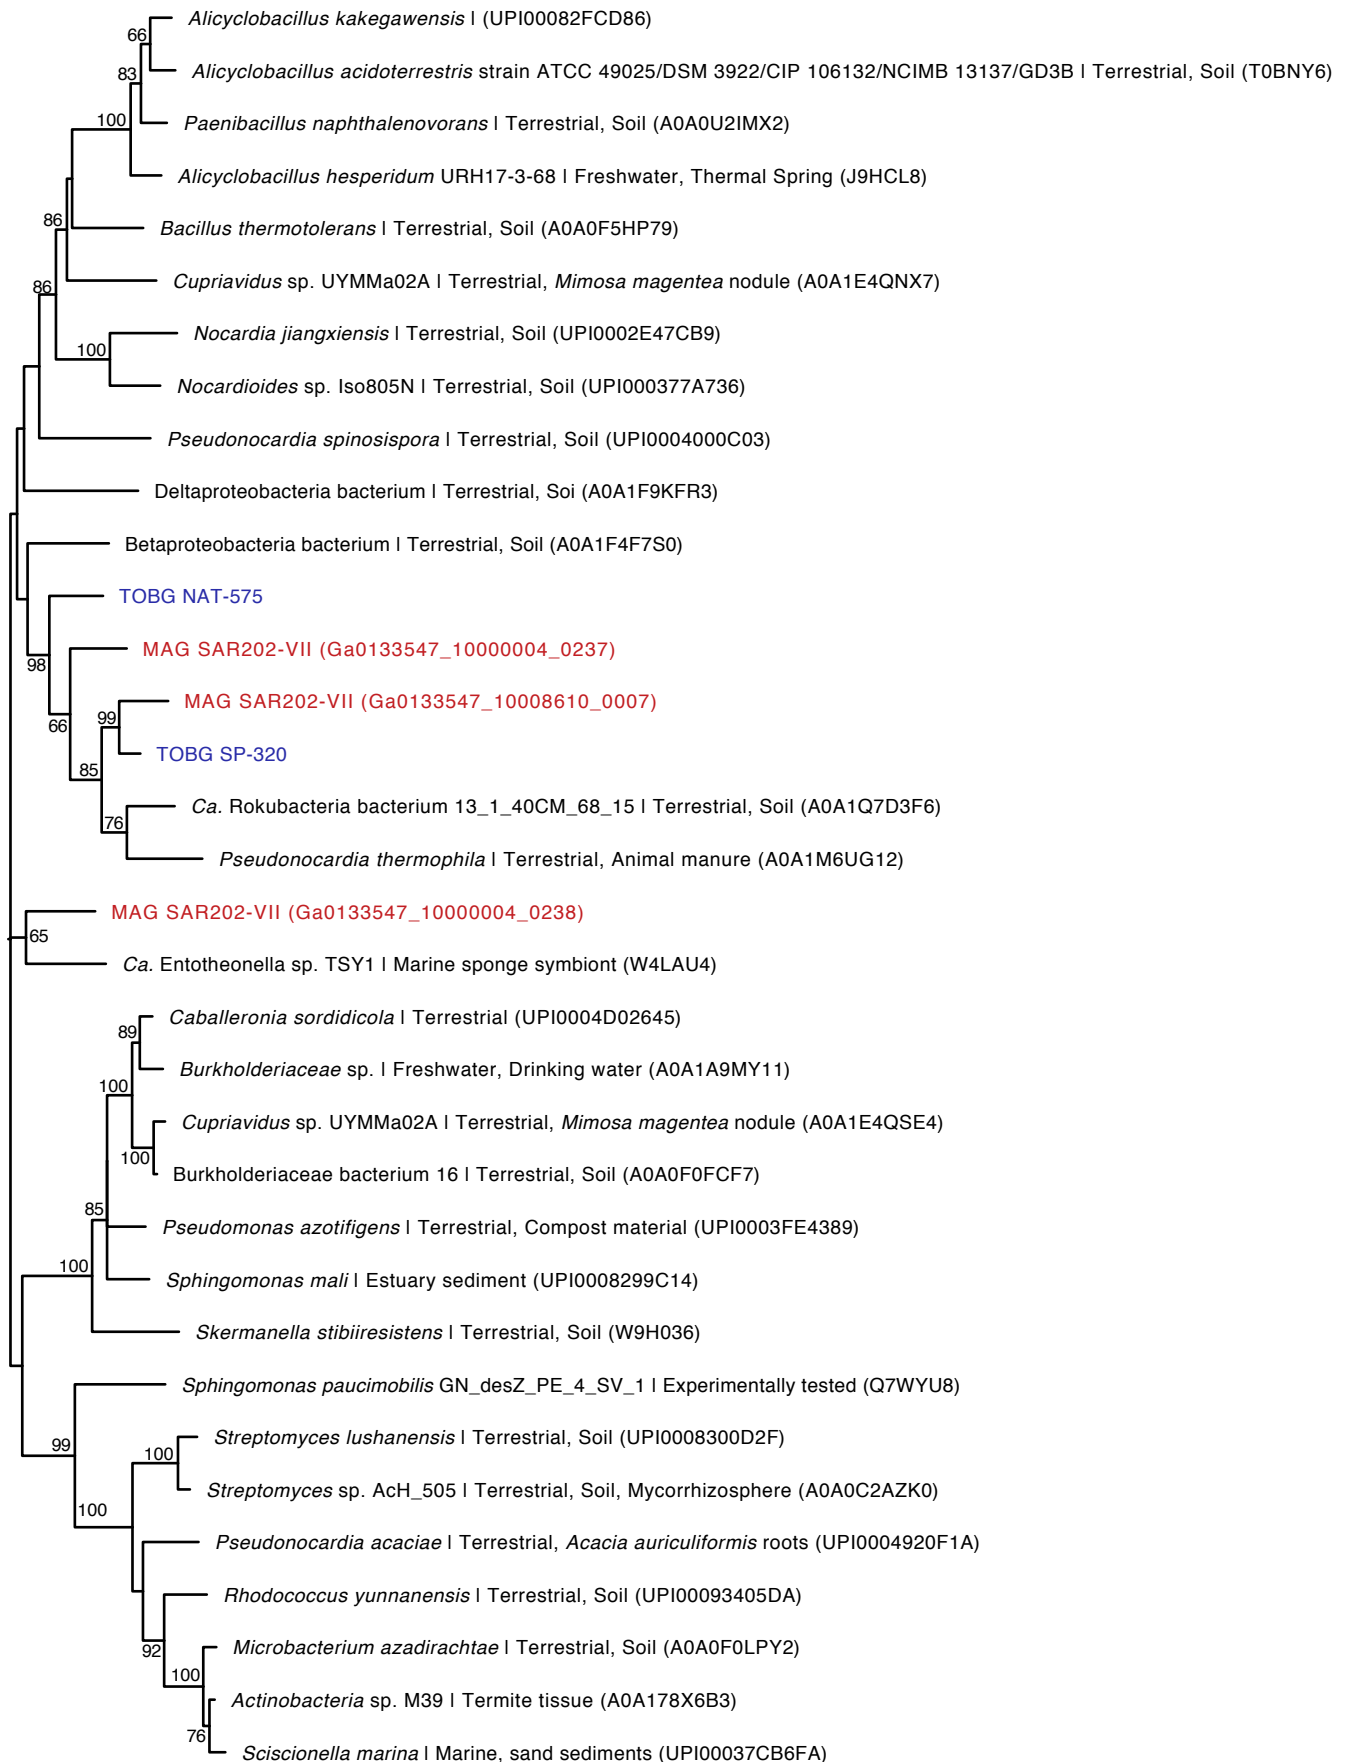 Alicyclobacillus kakegawensis | (UPI00082FCD86)
66
Alicyclobacillus acidoterrestris strain ATCC 49025/DSM 3922/CIP 106132/NCIMB 13137/GD3B | Terrestrial, Soil (T0BNY6)
83
Paenibacillus naphthalenovorans | Terrestrial, Soil (A0A0U2IMX2)
100
Alicyclobacillus hesperidum URH17-3-68 | Freshwater, Thermal Spring (J9HCL8)
86
Bacillus thermotolerans | Terrestrial, Soil (A0A0F5HP79)
Cupriavidus sp. UYMMa02A | Terrestrial, Mimosa magentea nodule (A0A1E4QNX7)
86
Nocardia jiangxiensis | Terrestrial, Soil (UPI0002E47CB9)
100
Nocardioides sp. Iso805N | Terrestrial, Soil (UPI000377A736)
Pseudonocardia spinosispora | Terrestrial, Soil (UPI0004000C03)
Deltaproteobacteria bacterium | Terrestrial, Soi (A0A1F9KFR3)
Betaproteobacteria bacterium | Terrestrial, Soil (A0A1F4F7S0)
TOBG NAT-575
MAG SAR202-VII (Ga0133547_10000004_0237)
98
MAG SAR202-VII (Ga0133547_10008610_0007)
99
66
TOBG SP-320
85
Ca. Rokubacteria bacterium 13_1_40CM_68_15 | Terrestrial, Soil (A0A1Q7D3F6)
76
Pseudonocardia thermophila | Terrestrial, Animal manure (A0A1M6UG12)
MAG SAR202-VII (Ga0133547_10000004_0238)
65
Ca. Entotheonella sp. TSY1 | Marine sponge symbiont (W4LAU4)
Caballeronia sordidicola | Terrestrial (UPI0004D02645)
89
Burkholderiaceae sp. | Freshwater, Drinking water (A0A1A9MY11)
100
Cupriavidus sp. UYMMa02A | Terrestrial, Mimosa magentea nodule (A0A1E4QSE4)
100
Burkholderiaceae bacterium 16 | Terrestrial, Soil (A0A0F0FCF7)
85
Pseudomonas azotifigens | Terrestrial, Compost material (UPI0003FE4389)
100
Sphingomonas mali | Estuary sediment (UPI0008299C14)
Skermanella stibiiresistens | Terrestrial, Soil (W9H036)
Sphingomonas paucimobilis GN_desZ_PE_4_SV_1 | Experimentally tested (Q7WYU8)
99
Streptomyces lushanensis | Terrestrial, Soil (UPI0008300D2F)
100
Streptomyces sp. AcH_505 | Terrestrial, Soil, Mycorrhizosphere (A0A0C2AZK0)
100
Pseudonocardia acaciae | Terrestrial, Acacia auriculiformis roots (UPI0004920F1A)
Rhodococcus yunnanensis | Terrestrial, Soil (UPI00093405DA)
92
Microbacterium azadirachtae | Terrestrial, Soil (A0A0F0LPY2)
100
Actinobacteria sp. M39 | Termite tissue (A0A178X6B3)
76
Sciscionella marina | Marine, sand sediments (UPI00037CB6FA)